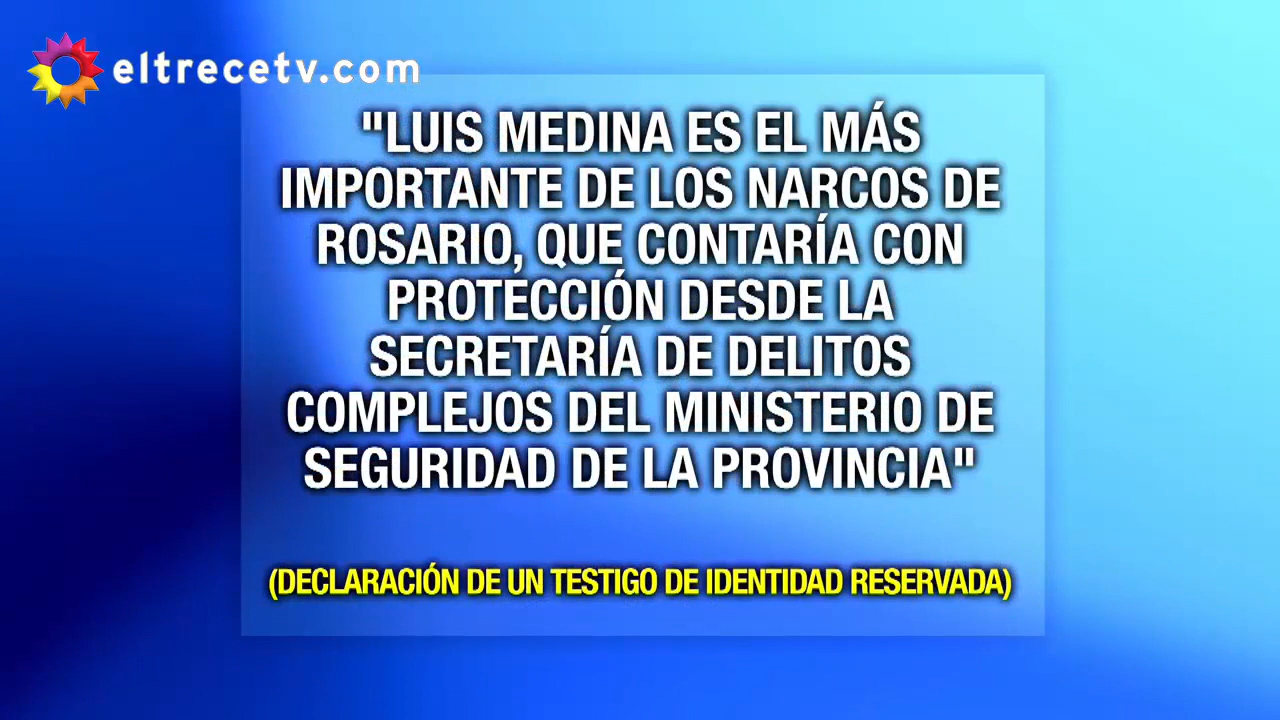 eltrecetv.com
"LUIS MEDINA ES EL MÁS
IMPORTANTE DE LOS NARCOS DE
ROSARIO, QUE CONTARÍA CON
PROTECCIÓN DESDE LA
SECRETARÍA DE DELITOS
COMPLEJOS DEL MINISTERIO DE
SEGURIDAD DE LA PROVINCIA"
(DECLARACIÓN DE UN TESTIGO DE IDENTIDAD RESERVADA)